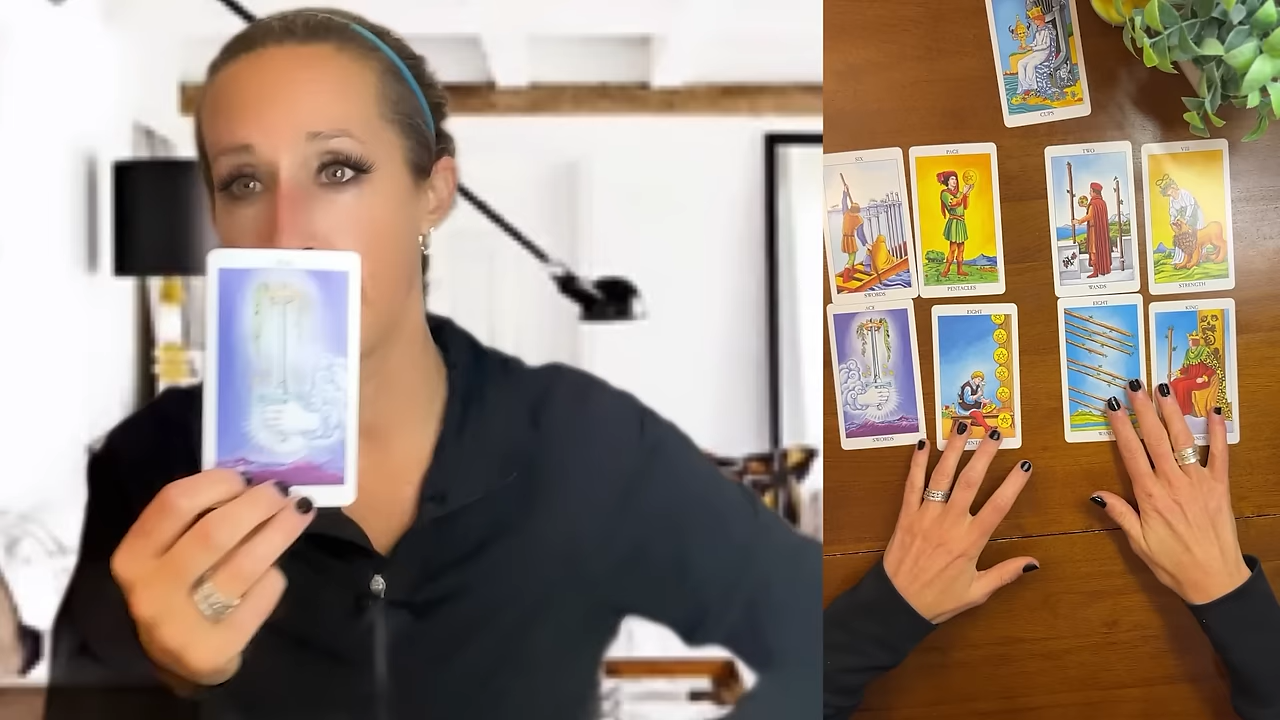 CUPS
SIX
PAGE
TWO
VIII
SWORDS
PENTACLES
WANDS
STRENGTH
ACE
EIGHT
EIGHT
KING
SWORDS